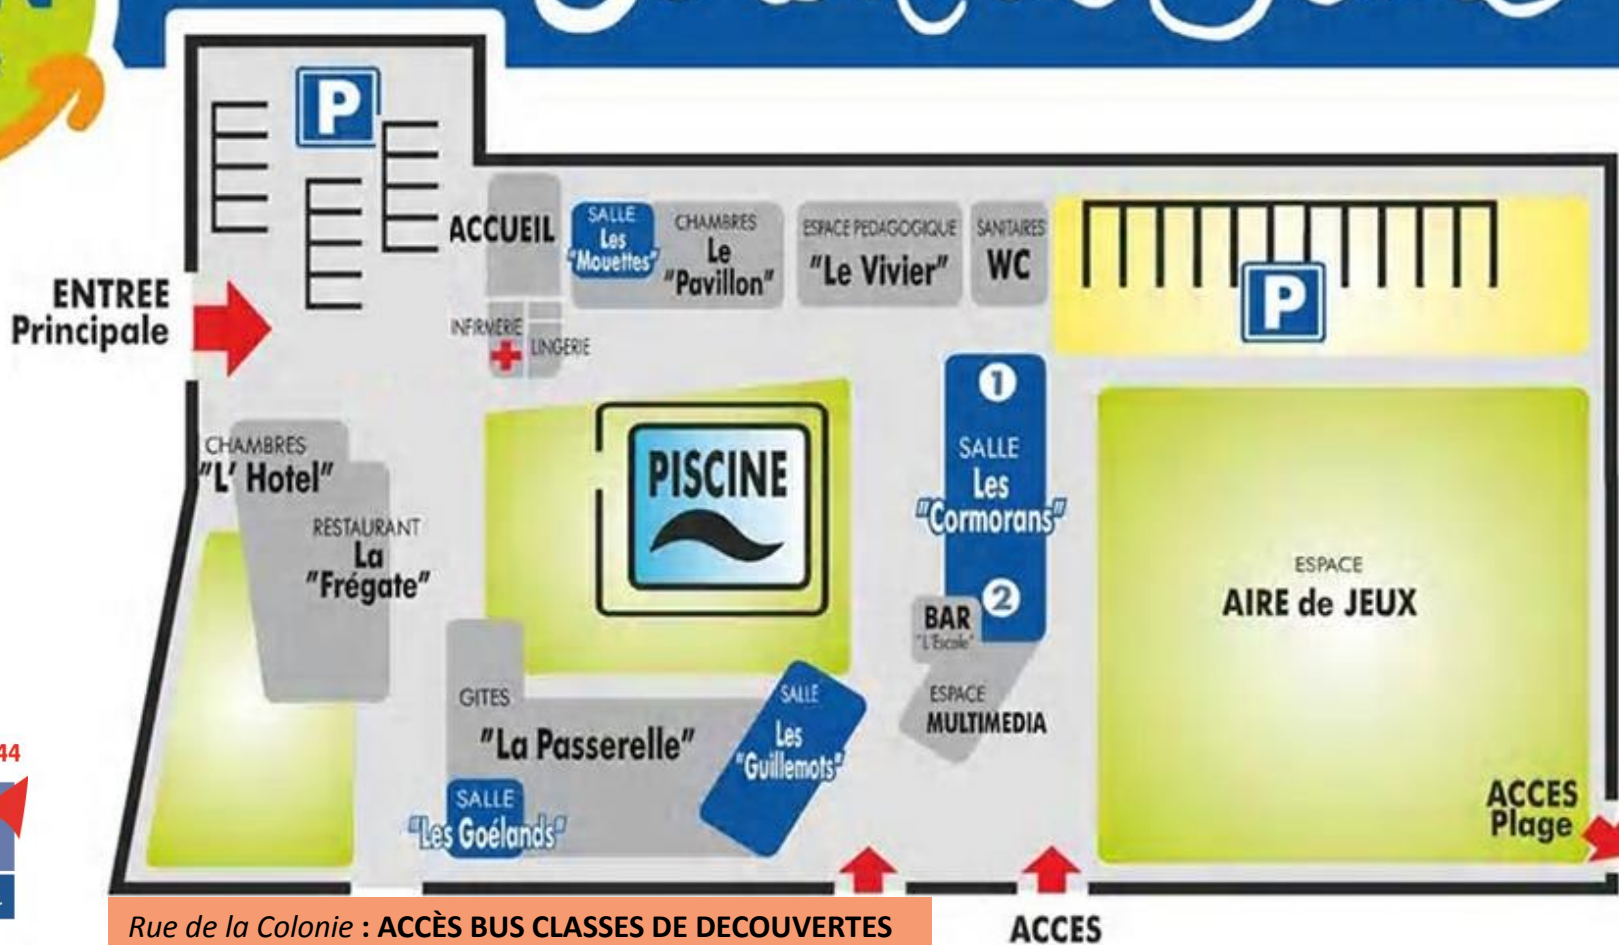 P
ACCUEIL
SALLE
Les
"Mouettes"
CHAMBRES
Le
"Pavillon"
ESPACE PEDAGOGIQUE
"Le Vivier"
SANITAIRES
WC
P
ENTREE
Principale
INFIRMERIE
LINGERIE
CHAMBRES
"L' Hotel"
RESTAURANT
La
"Frégate"
PISCINE
1
SALLE
Les
"Cormorans"
2
BAR
"L'Escale"
ESPACE
MULTIMEDIA
ESPACE
AIRE de JEUX
GITES
"La Passerelle"
SALLE
Les
"Guillemots"
SALLE
"Les Goélands"
ACCES
Plage
44
Rue de la Colonie : ACCÈS BUS CLASSES DE DECOUVERTES
ACCES